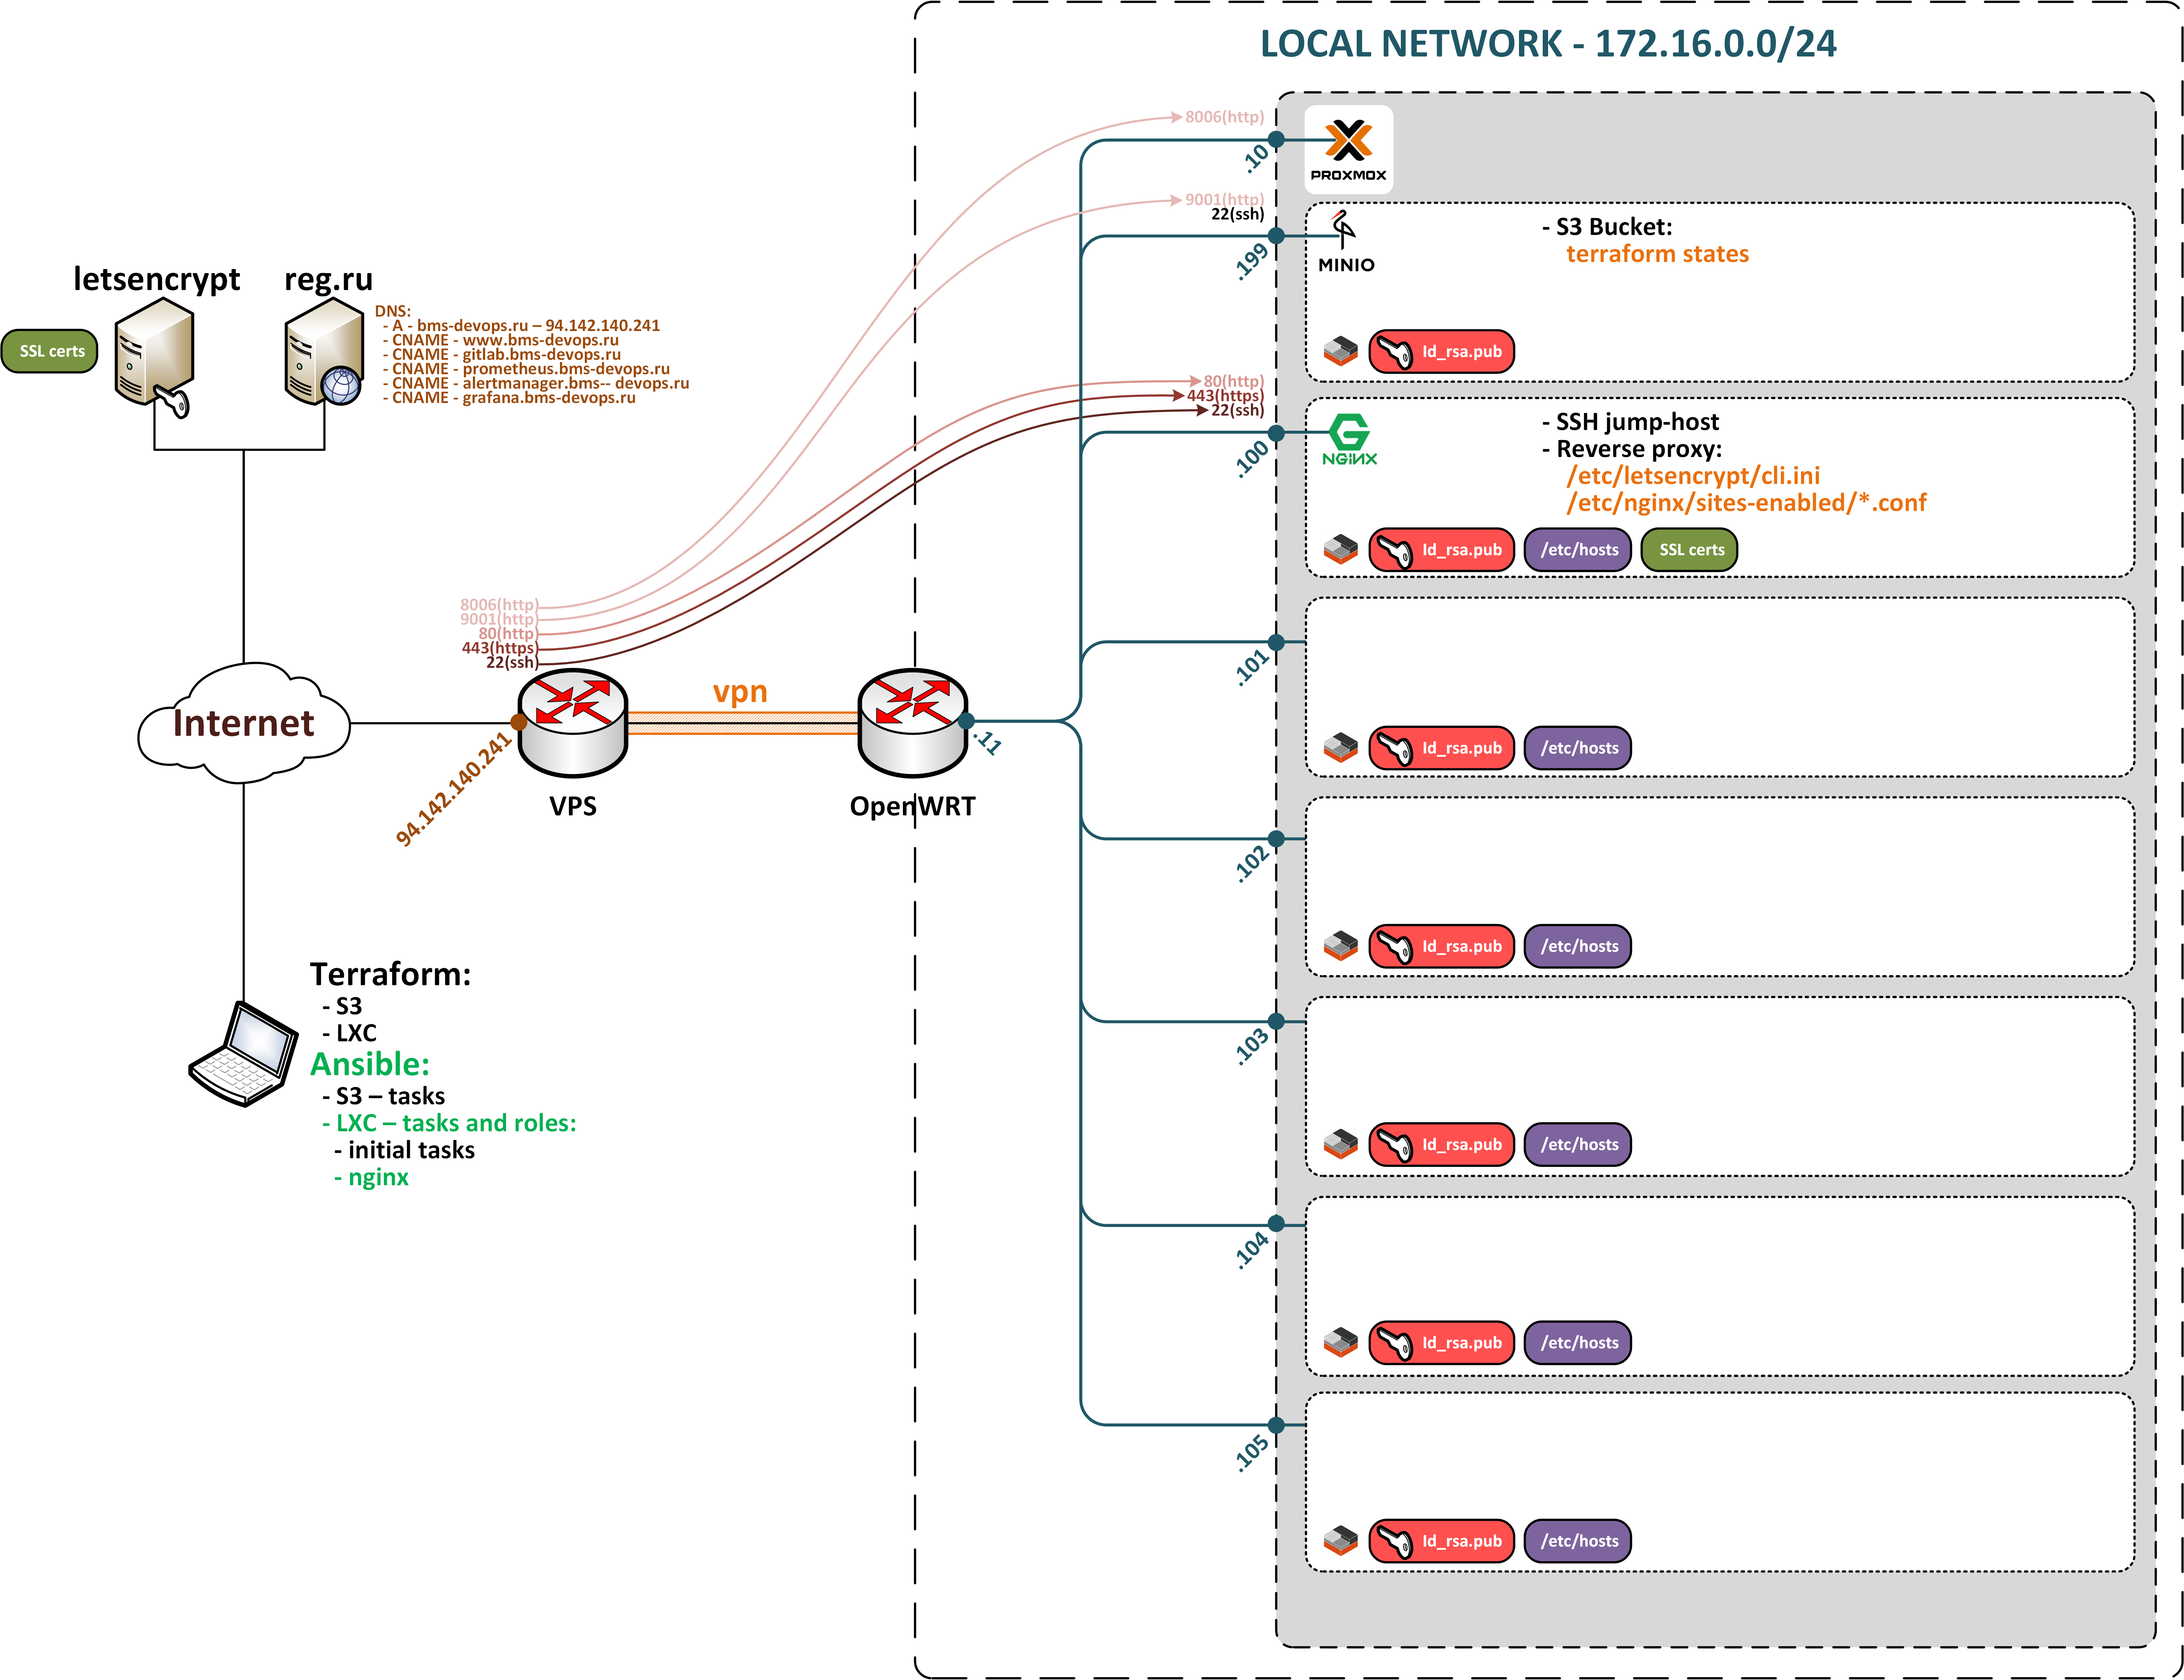 LOCAL NETWORK - 172.16.0.0/24
8006(http)
.10
PROXMOX
9001(http)
22(ssh)
.199
MINIO
- S3 Bucket:
terraform states
Id_rsa.pub
letsencrypt
reg.ru
SSL certs
DNS:
- A - bms-devops.ru – 94.142.140.241
- CNAME - www.bms-devops.ru
- CNAME - gitlab.bms-devops.ru
- CNAME - prometheus.bms-devops.ru
- CNAME - alertmanager.bms-- devops.ru
- CNAME - grafana.bms-devops.ru
80(http)
443(https)
22(ssh)
.100
NGINX
- SSH jump-host
- Reverse proxy:
/etc/letsencrypt/cli.ini
/etc/nginx/sites-enabled/*.conf
Id_rsa.pub
/etc/hosts
SSL certs
8006(http)
9001(http)
80(http)
443(https)
22(ssh)
Internet
94.142.140.241
VPS
vpn
OpenWRT
.11
.101
Id_rsa.pub
/etc/hosts
.102
Id_rsa.pub
/etc/hosts
.103
Id_rsa.pub
/etc/hosts
.104
Id_rsa.pub
/etc/hosts
.105
Id_rsa.pub
/etc/hosts
Terraform:
- S3
- LXC
Ansible:
- S3 – tasks
- LXC – tasks and roles:
- initial tasks
- nginx